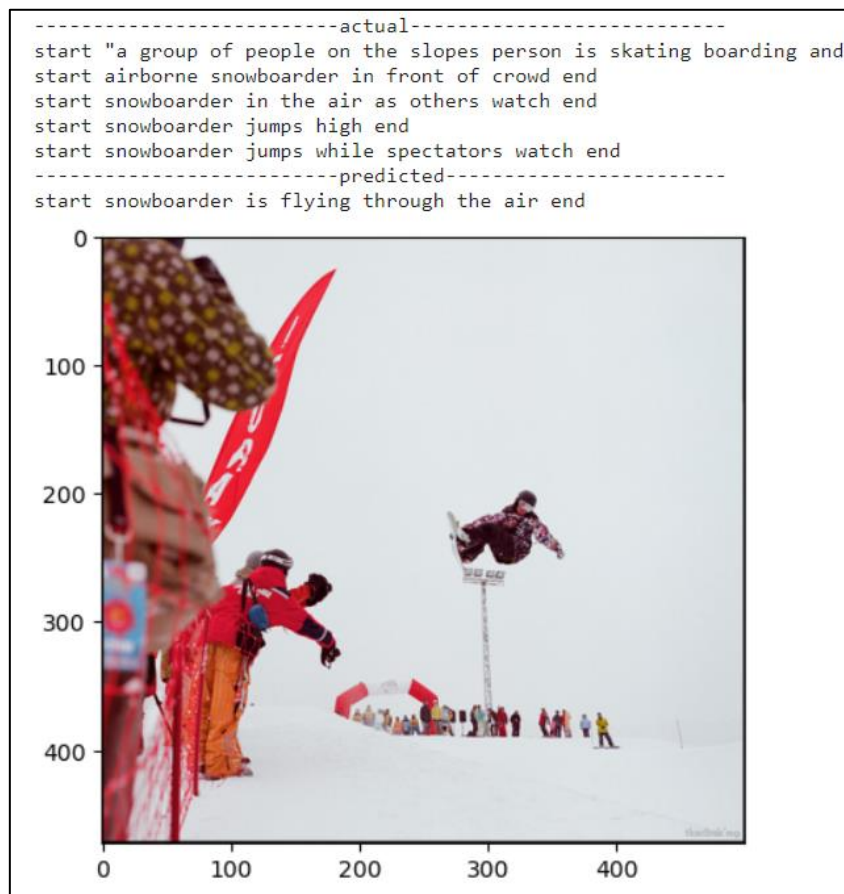 --------------------------actual---------------------------
start "a group of people on the slopes person is skating boarding and
start airborne snowboarder in front of crowd end
start snowboarder in the air as others watch end
start snowboarder jumps high end
start snowboarder jumps while spectators watch end
--------------------------predicted------------------------
start snowboarder is flying through the air end
0
100
200
300
400
0
100
200
300
400